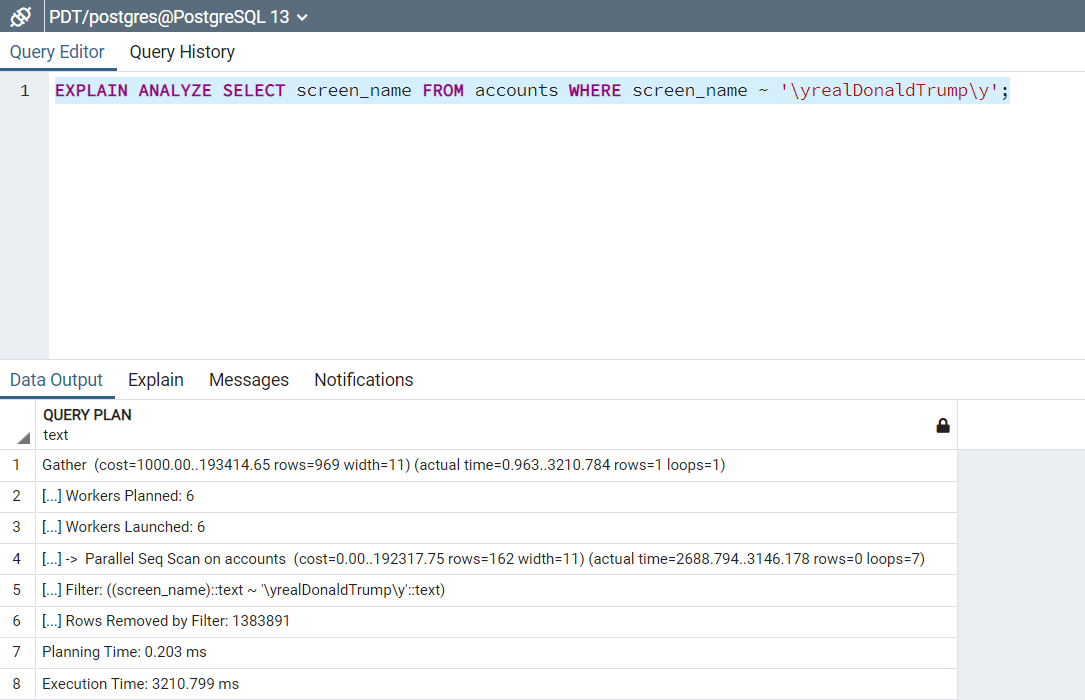 PDT/postgres@PostgreSQL 13
Query Editor Query History
1 EXPLAIN ANALYZE SELECT screen_name FROM accounts WHERE screen_name ~ '\yrealDonaldTrump\y';
Data Output Explain Messages Notifications
QUERY PLAN
text
1 Gather (cost=1000.00..193414.65 rows=969 width=11) (actual time=0.963..3210.784 rows=1 loops=1)
2 [...] Workers Planned: 6
3 [...] Workers Launched: 6
4 [...] -> Parallel Seq Scan on accounts (cost=0.00..192317.75 rows=162 width=11) (actual time=2688.794..3146.178 rows=0 loops=7)
5 [...] Filter: ((screen_name)::text ~ '\yrealDonaldTrump\y'::text)
6 [...] Rows Removed by Filter: 1383891
7 Planning Time: 0.203 ms
8 Execution Time: 3210.799 ms